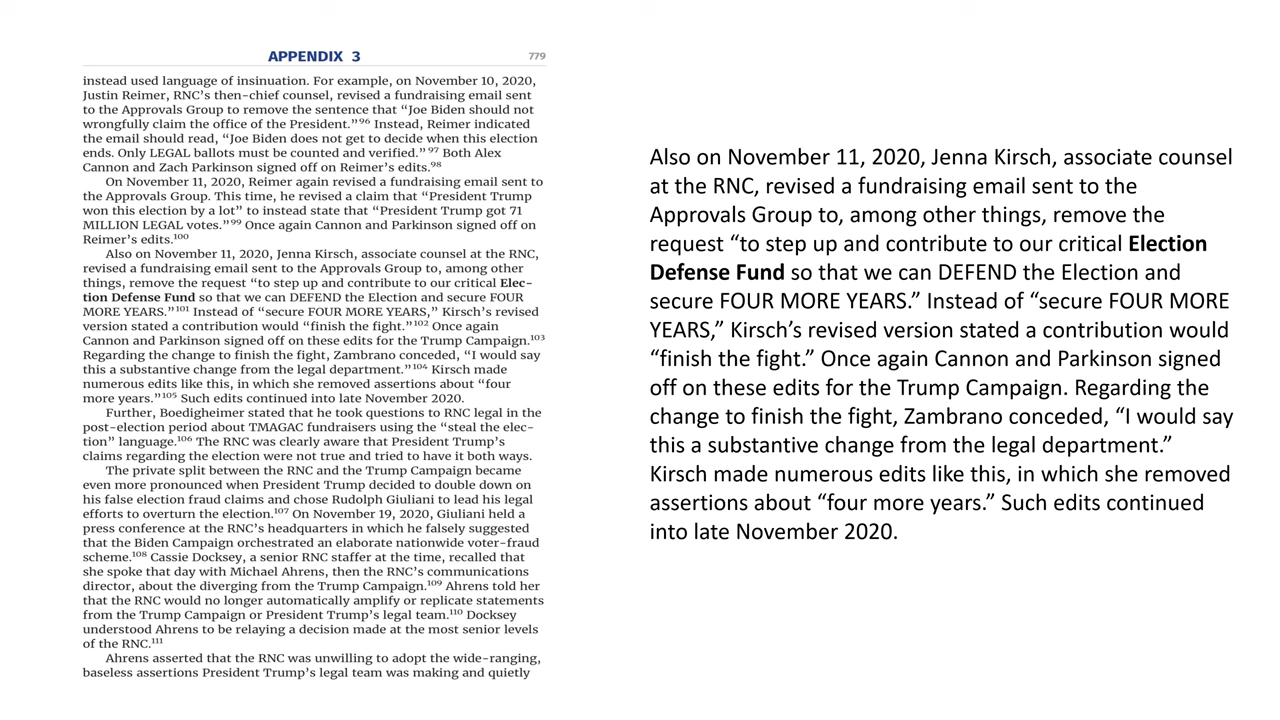 APPENDIX 3
779
instead used language of insinuation. For example, on November 10, 2020,
Justin Reimer, RNC’s then-chief counsel, revised a fundraising email sent
to the Approvals Group to remove the sentence that “Joe Biden should not
wrongfully claim the office of the President.”⁹⁶ Instead, Reimer indicated
the email should read, “Joe Biden does not get to decide when this election
ends. Only LEGAL ballots must be counted and verified.” ⁹⁷ Both Alex
Cannon and Zach Parkinson signed off on Reimer’s edits.⁹⁸
On November 11, 2020, Reimer again revised a fundraising email sent to
the Approvals Group. This time, he revised a claim that “President Trump
won this election by a lot” to instead state that “President Trump got 71
MILLION LEGAL votes.”⁹⁹ Once again Cannon and Parkinson signed off on
Reimer’s edits.¹⁰⁰
Also on November 11, 2020, Jenna Kirsch, associate counsel at the RNC,
revised a fundraising email sent to the Approvals Group to, among other
things, remove the request “to step up and contribute to our critical Elec-
tion Defense Fund so that we can DEFEND the Election and secure FOUR
MORE YEARS.”¹⁰¹ Instead of “secure FOUR MORE YEARS,” Kirsch’s revised
version stated a contribution would “finish the fight.”¹⁰² Once again
Cannon and Parkinson signed off on these edits for the Trump Campaign.¹⁰³
Regarding the change to finish the fight, Zambrano conceded, “I would say
this a substantive change from the legal department.”¹⁰⁴ Kirsch made
numerous edits like this, in which she removed assertions about “four
more years.”¹⁰⁵ Such edits continued into late November 2020.
Further, Boedigheimer stated that he took questions to RNC legal in the
post-election period about TMAGAC fundraisers using the “steal the elec-
tion” language.¹⁰⁶ The RNC was clearly aware that President Trump’s
claims regarding the election were not true and tried to have it both ways.
The private split between the RNC and the Trump Campaign became
even more pronounced when President Trump decided to double down on
his false election fraud claims and chose Rudolph Giuliani to lead his legal
efforts to overturn the election.¹⁰⁷ On November 19, 2020, Giuliani held a
press conference at the RNC’s headquarters in which he falsely suggested
that the Biden Campaign orchestrated an elaborate nationwide voter-fraud
scheme.¹⁰⁸ Cassie Docksey, a senior RNC staffer at the time, recalled that
she spoke that day with Michael Ahrens, then the RNC’s communications
director, about the diverging from the Trump Campaign.¹⁰⁹ Ahrens told her
that the RNC would no longer automatically amplify or replicate statements
from the Trump Campaign or President Trump’s legal team.¹¹⁰ Docksey
understood Ahrens to be relaying a decision made at the most senior levels
of the RNC.¹¹¹
Ahrens asserted that the RNC was unwilling to adopt the wide-ranging,
baseless assertions President Trump’s legal team was making and quietly
Also on November 11, 2020, Jenna Kirsch, associate counsel
at the RNC, revised a fundraising email sent to the
Approvals Group to, among other things, remove the
request “to step up and contribute to our critical Election
Defense Fund so that we can DEFEND the Election and
secure FOUR MORE YEARS.” Instead of “secure FOUR MORE
YEARS,” Kirsch’s revised version stated a contribution would
“finish the fight.” Once again Cannon and Parkinson signed
off on these edits for the Trump Campaign. Regarding the
change to finish the fight, Zambrano conceded, “I would say
this a substantive change from the legal department.”
Kirsch made numerous edits like this, in which she removed
assertions about “four more years.” Such edits continued
into late November 2020.